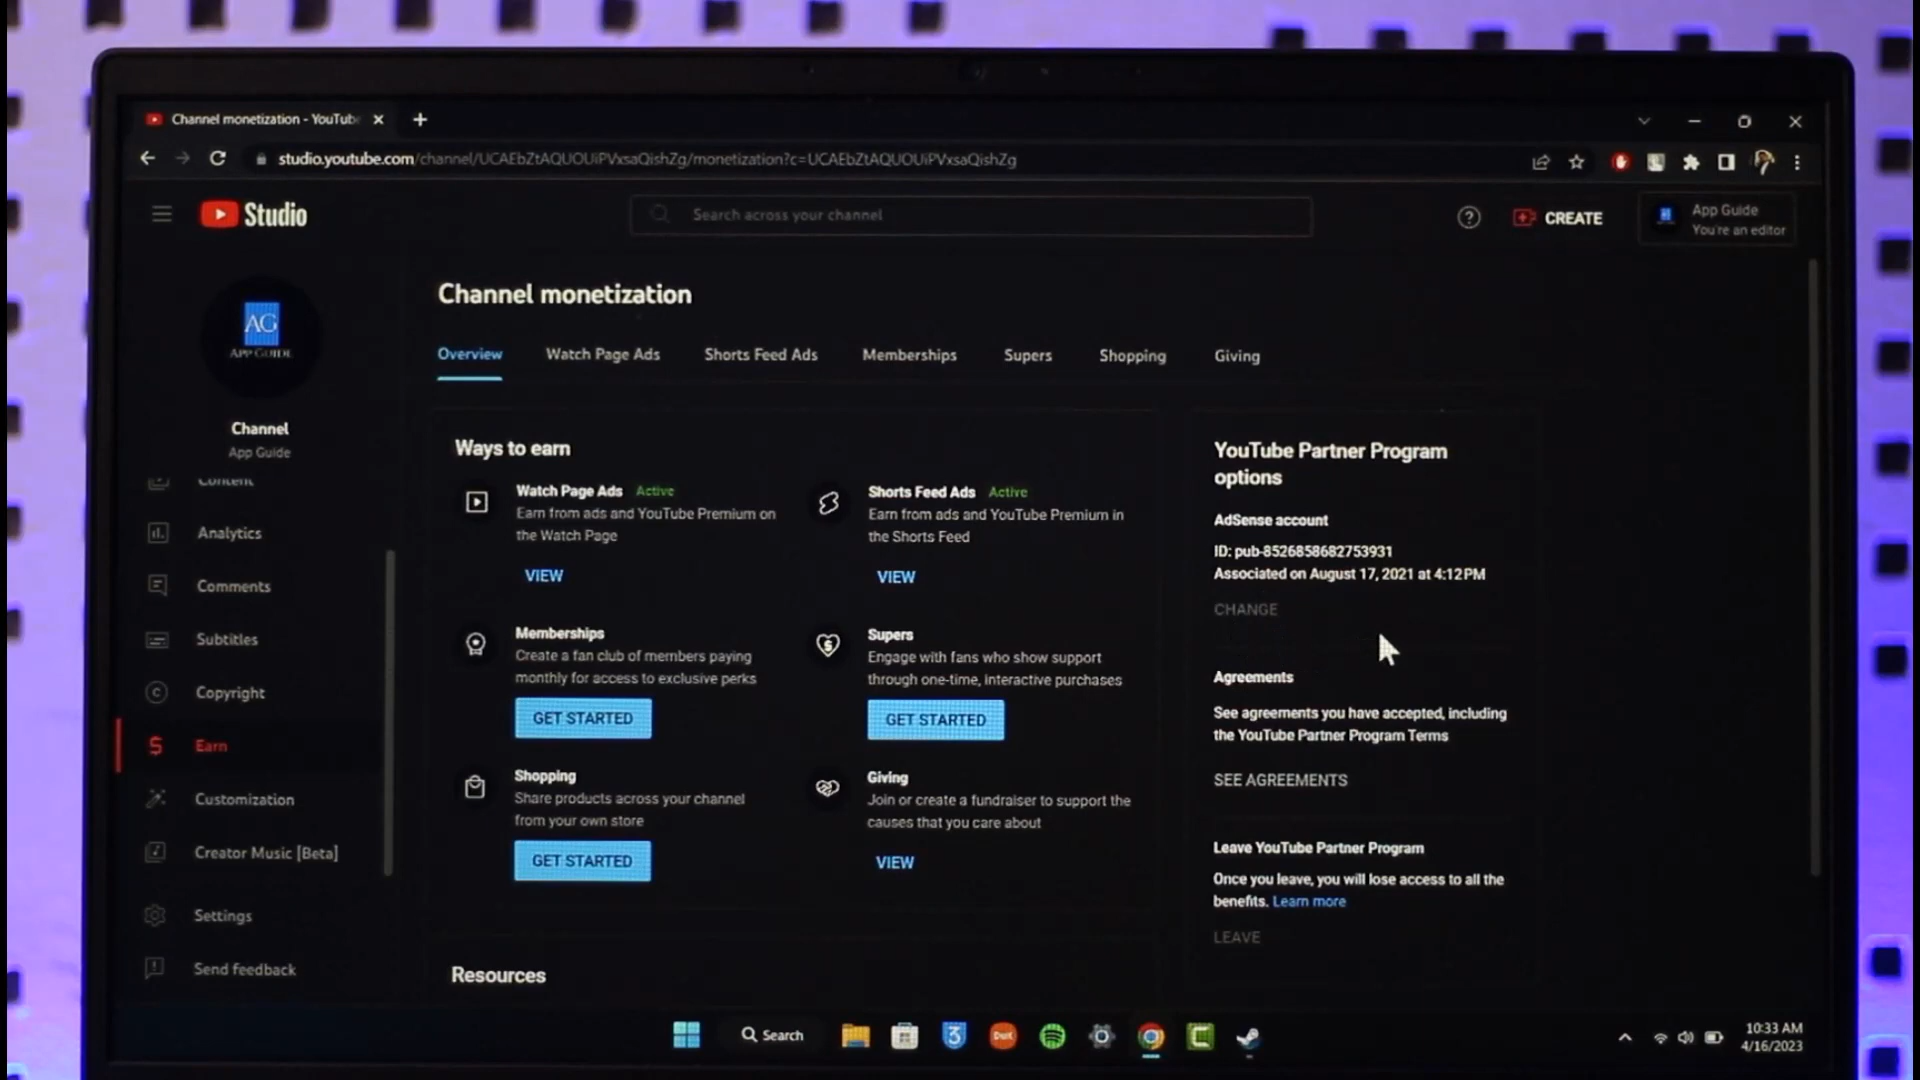 Channel monetization - YouTub
studio.youtube.com/channel/UCAEbZtAQUOUiPVxsaQishZg/monetization?c=UCAEbZtAQUOUiPVxsaQishZg
Studio
Search across your channel
CREATE
App Guide
You're an editor
AG
APP GUIDE
Channel
App Guide
Content
Analytics
Comments
Subtitles
Copyright
Earn
Customization
Creator Music [Beta]
Settings
Send feedback
Channel monetization
Overview Watch Page Ads Shorts Feed Ads Memberships Supers Shopping Giving
Ways to earn
Watch Page Ads Active
Earn from ads and YouTube Premium on
the Watch Page
VIEW
Shorts Feed Ads Active
Earn from ads and YouTube Premium in
the Shorts Feed
VIEW
Memberships
Create a fan club of members paying
monthly for access to exclusive perks
GET STARTED
Supers
Engage with fans who show support
through one-time, interactive purchases
GET STARTED
Shopping
Share products across your channel
from your own store
GET STARTED
Giving
Join or create a fundraiser to support the
causes that you care about
VIEW
Resources
YouTube Partner Program
options
AdSense account
ID: pub-8526858682753931
Associated on August 17, 2021 at 4:12 PM
CHANGE
Agreements
See agreements you have accepted, including
the YouTube Partner Program Terms
SEE AGREEMENTS
Leave YouTube Partner Program
Once you leave, you will lose access to all the
benefits. Learn more
LEAVE
Search
3
10:33 AM
4/16/2023